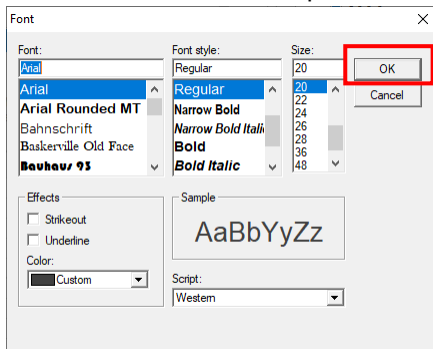 Font
Font:
Arial
Arial
Arial Rounded MT
Bahnschrift
Baskerville Old Face
Bauhaus 93
Font style:
Regular
Regular
Narrow Bold
Narrow Bold Itali
Bold
Bold Italic
Size:
20
20
22
24
26
28
36
48
OK
Cancel
Effects
Strikeout
Underline
Color:
Custom
Sample
AaBbYyZz
Script:
Western